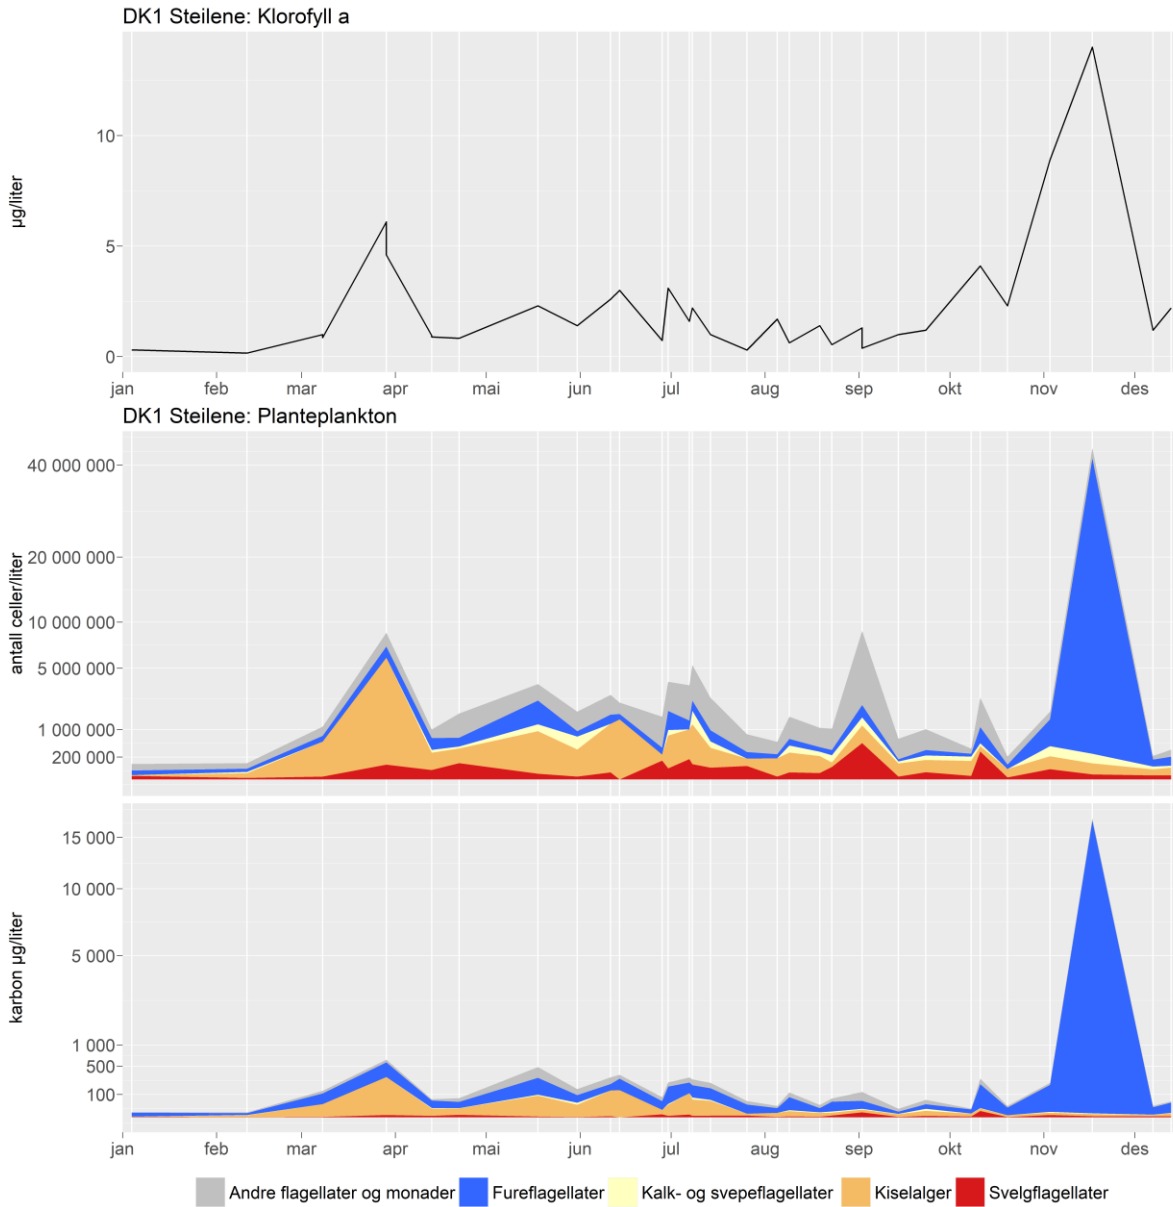 DK1 Steilene: Klorofyll a
µg/liter
10
5
0
jan feb mar apr mai jun jul aug sep okt nov des
DK1 Steilene: Planteplankton
antall celler/liter
40 000 000
20 000 000
10 000 000
5 000 000
1 000 000
200 000
karbon µg/liter
15 000
10 000
5 000
1 000
500
100
jan feb mar apr mai jun jul aug sep okt nov des
Andre flagellater og monader Fureflagellater Kalk- og svepeflagellater Kiselalger Svelgflagellater